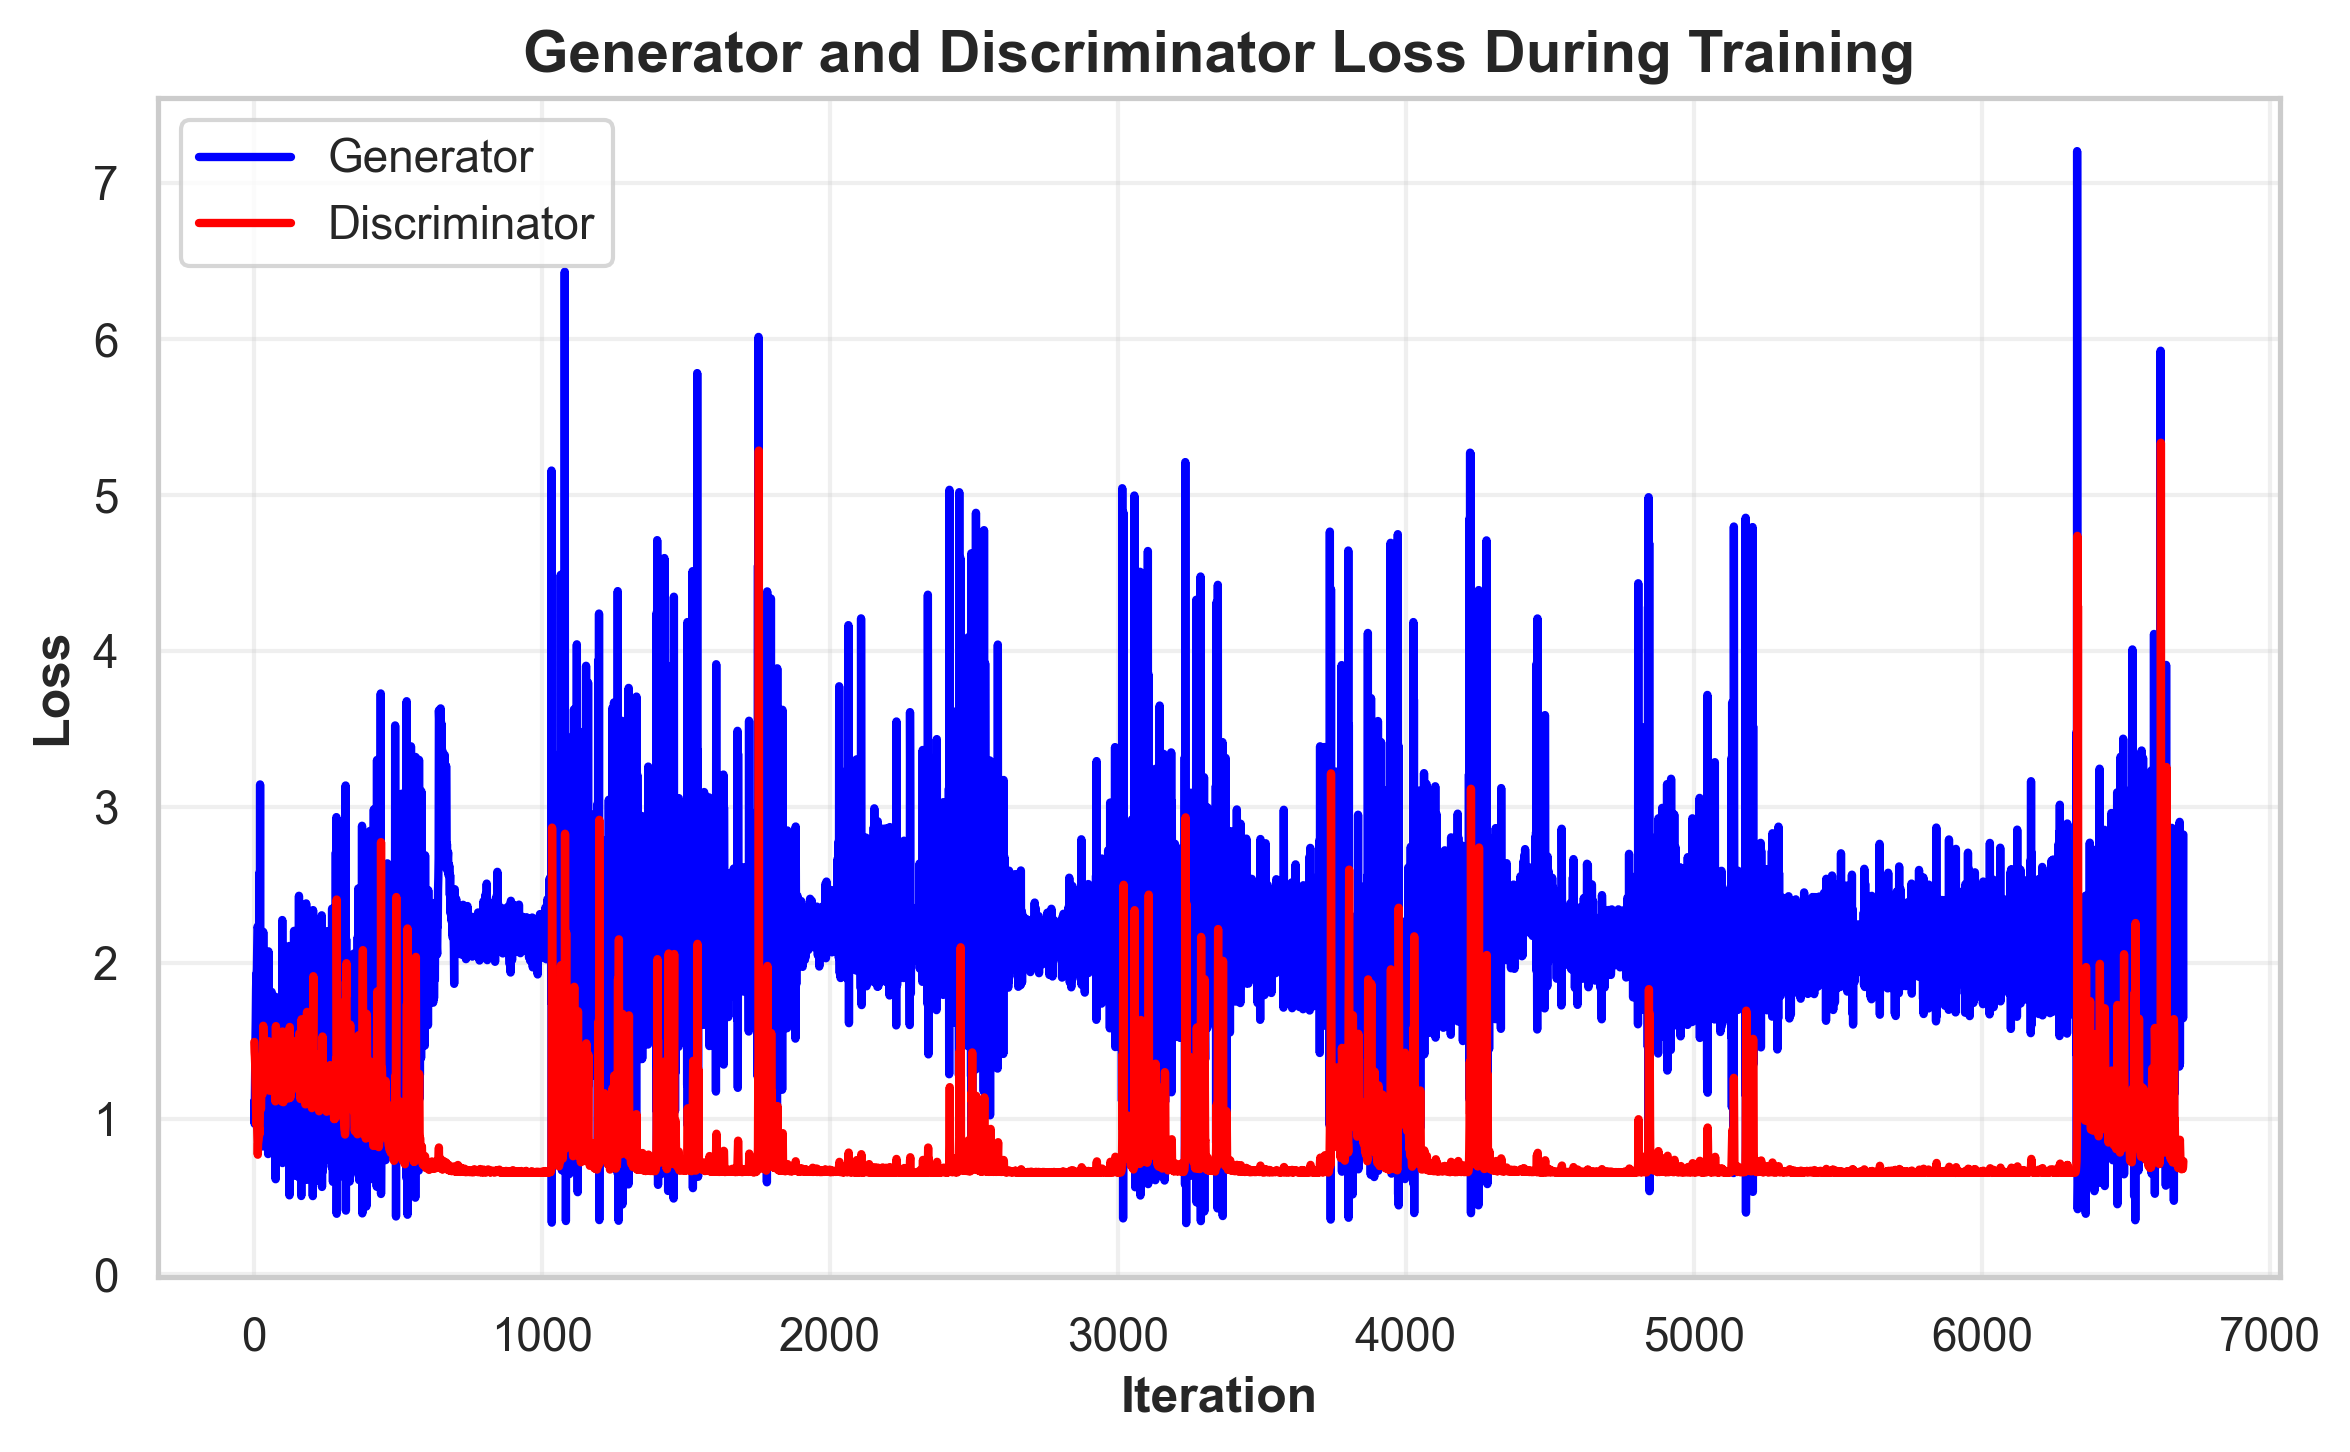 Generator and Discriminator Loss During Training
Generator
Discriminator
7
6
5
4
3
2
1
0
Loss
0 1000 2000 3000 4000 5000 6000 7000
Iteration